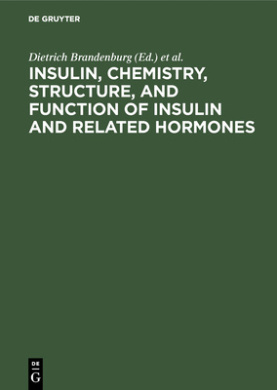 DE GRUYTER
Dietrich Brandenburg (Ed.) et al.
INSULIN, CHEMISTRY,
STRUCTURE, AND
FUNCTION OF INSULIN
AND RELATED HORMONES
DE
G